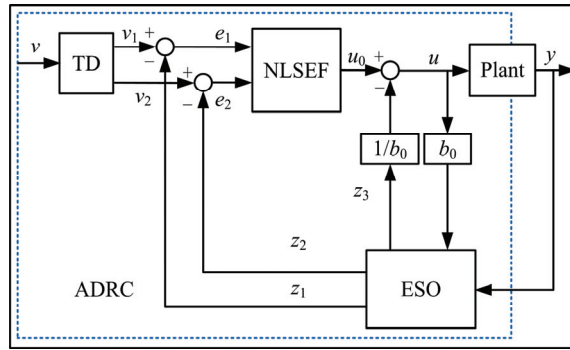 v
TD
v₁
v₂
+
−
+
−
e₁
e₂
NLSEF
u₀
+
−
u
Plant
y
1/b₀
b₀
z₃
z₂
z₁
ESO
ADRC